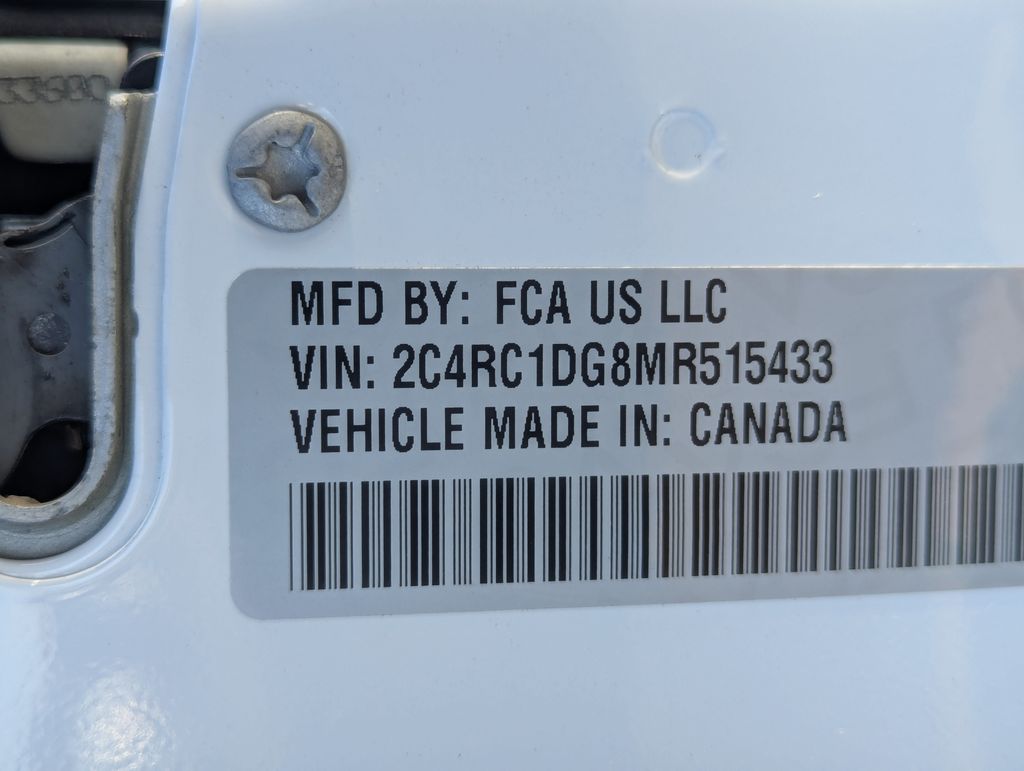 MFD BY: FCA US LLC
VIN: 2C4RC1DG8MR515433
VEHICLE MADE IN: CANADA